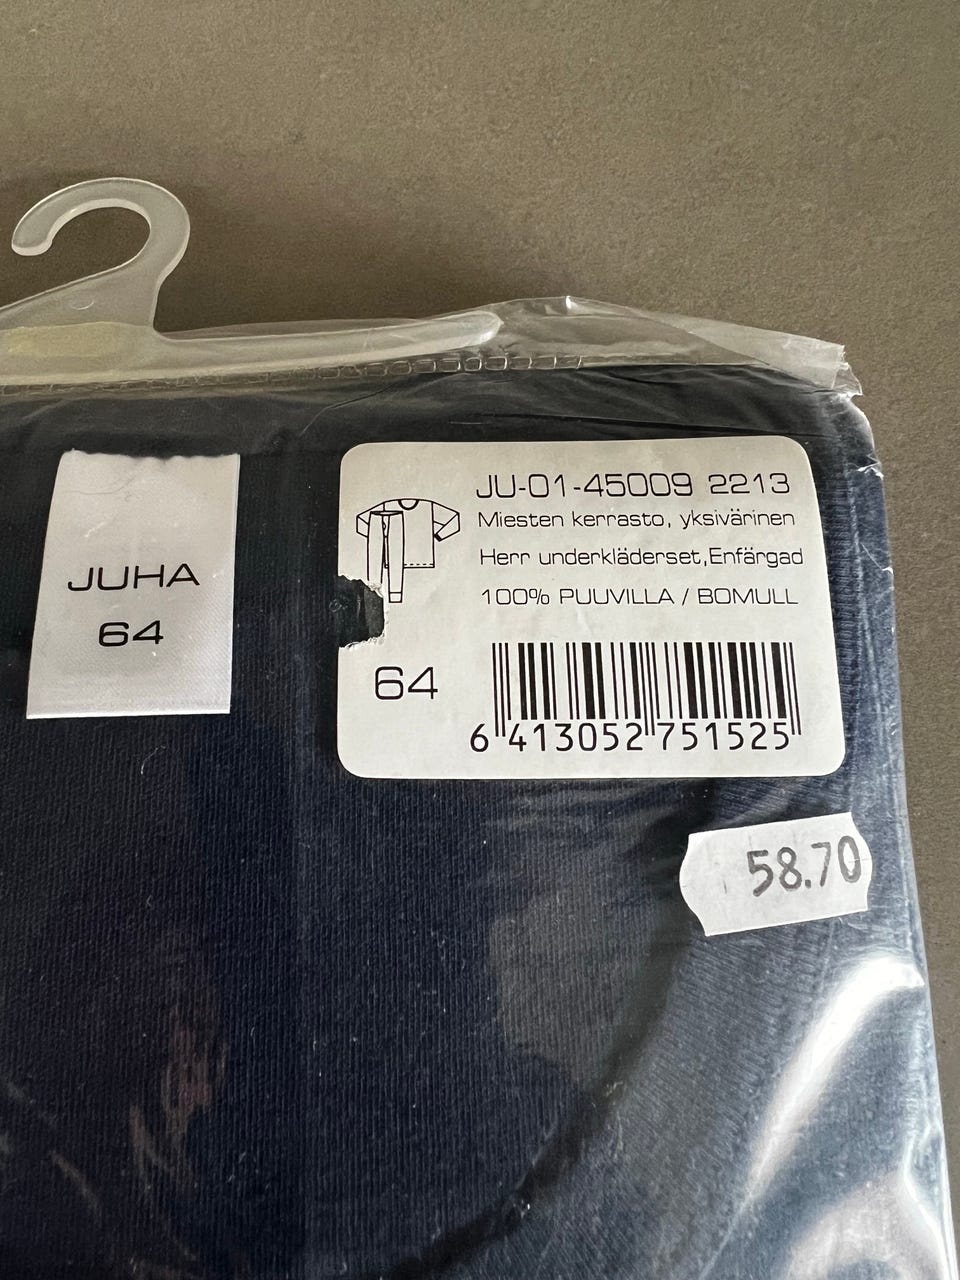 JUHA
64
JU-01-45009 2213
Miesten kerrasto, yksivärinen
Herr underkläderset,Enfärgad
100% PUUVILLA / BOMULL
64
6 413052 751525
58.70